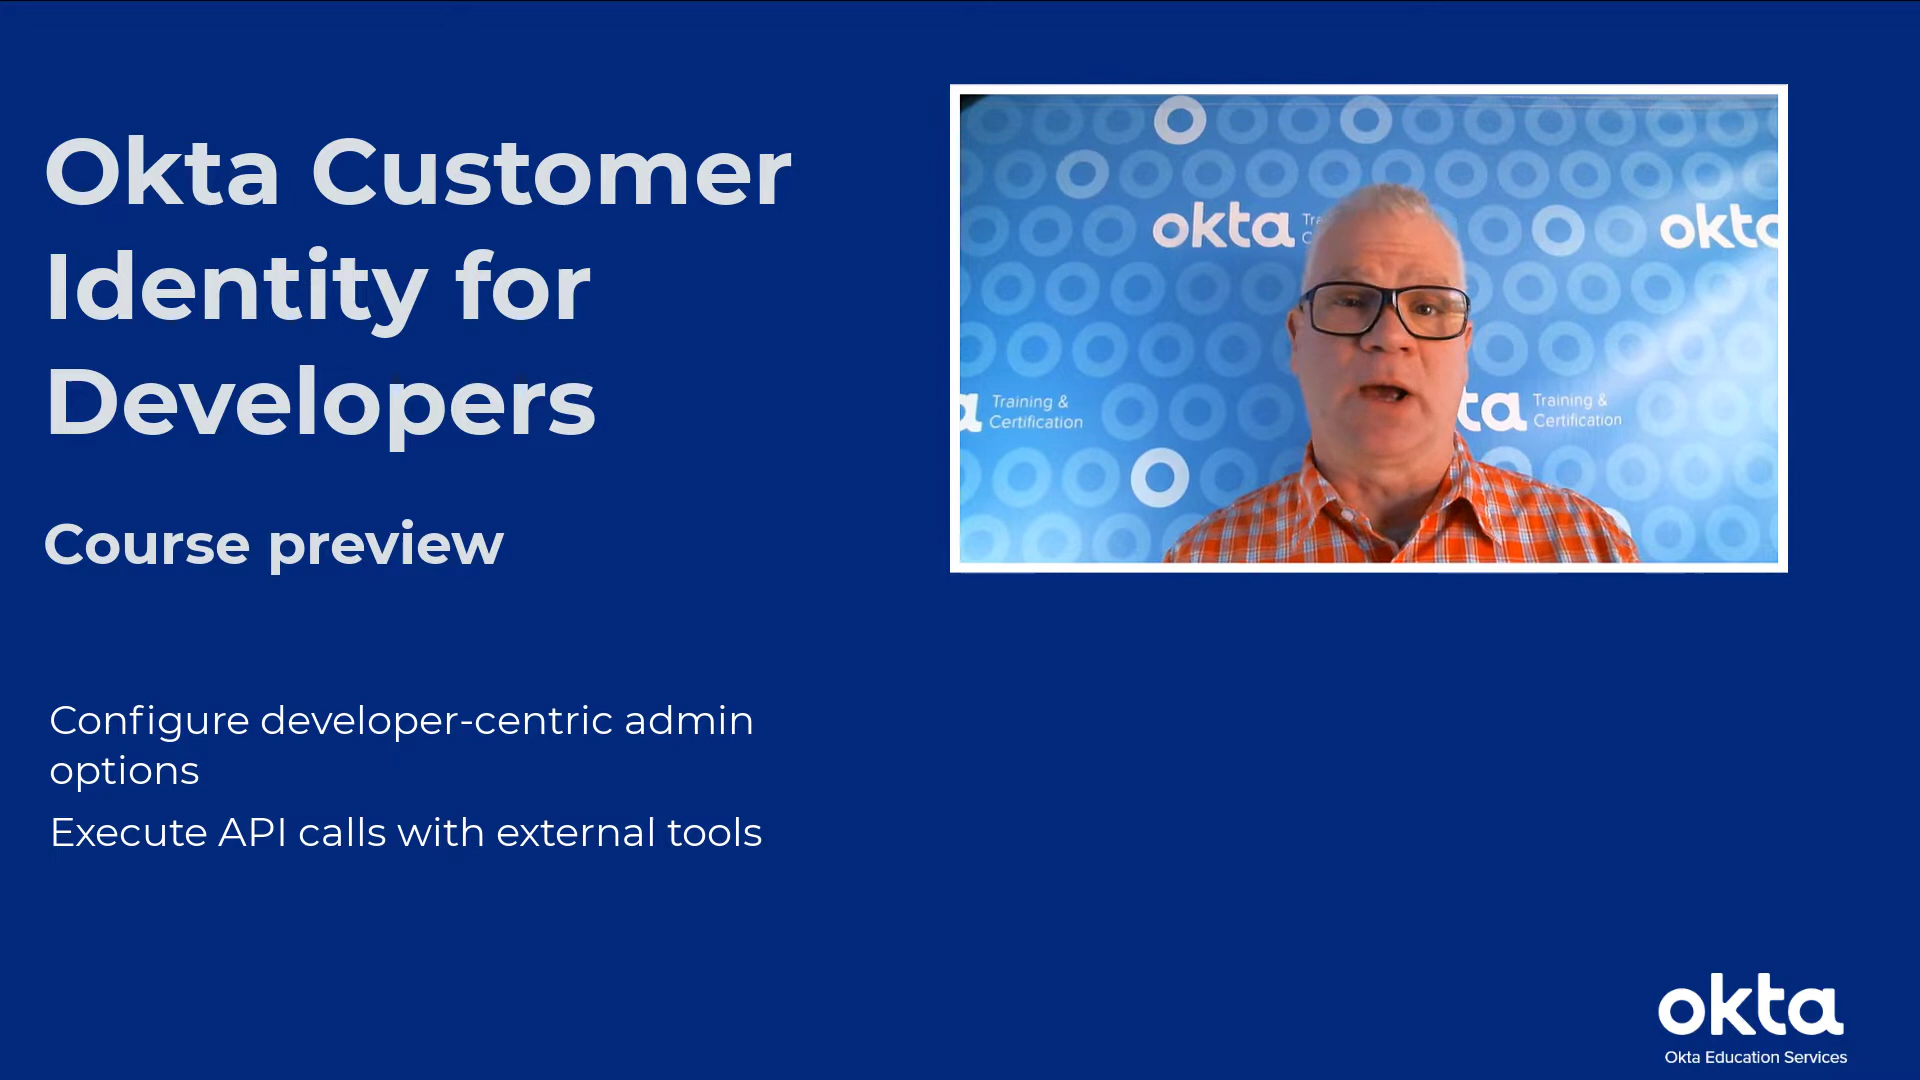 Okta Customer
Identity for
Developers
Course preview
Configure developer-centric admin
options
Execute API calls with external tools
okta
okta
Training &
Certification
Training &
Certification
okta
Okta Education Services